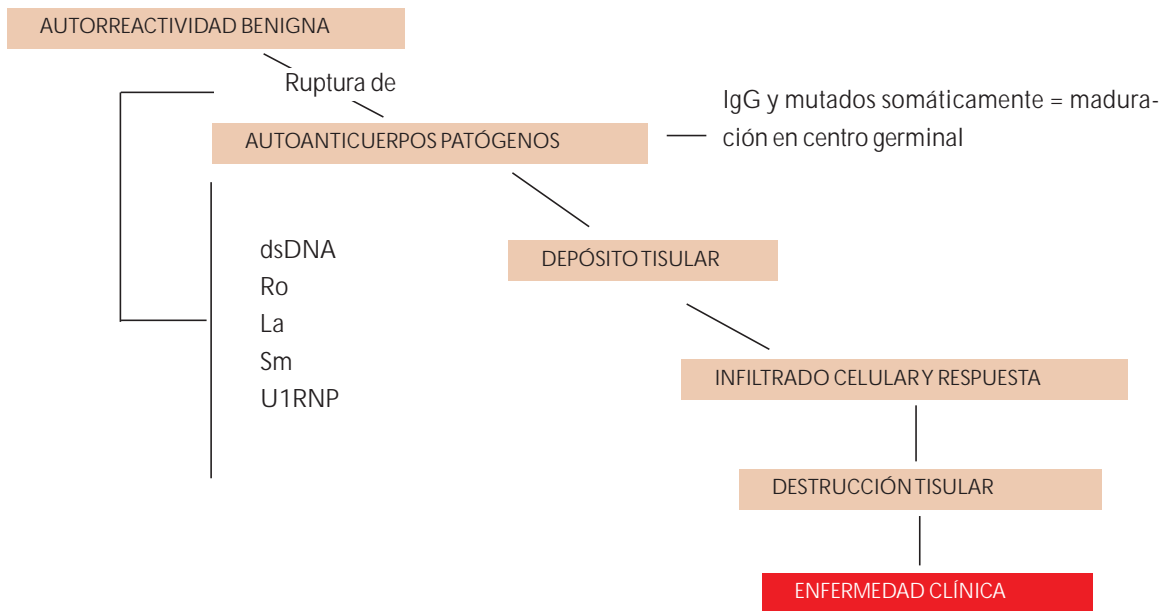 AUTORREACTIVIDAD BENIGNA
Ruptura de
IgG y mutados somáticamente = madura-
ción en centro germinal
AUTOANTICUERPOS PATÓGENOS
dsDNA
Ro
La
Sm
U1RNP
DEPÓSITO TISULAR
INFILTRADO CELULAR Y RESPUESTA
DESTRUCCIÓN TISULAR
ENFERMEDAD CLÍNICA